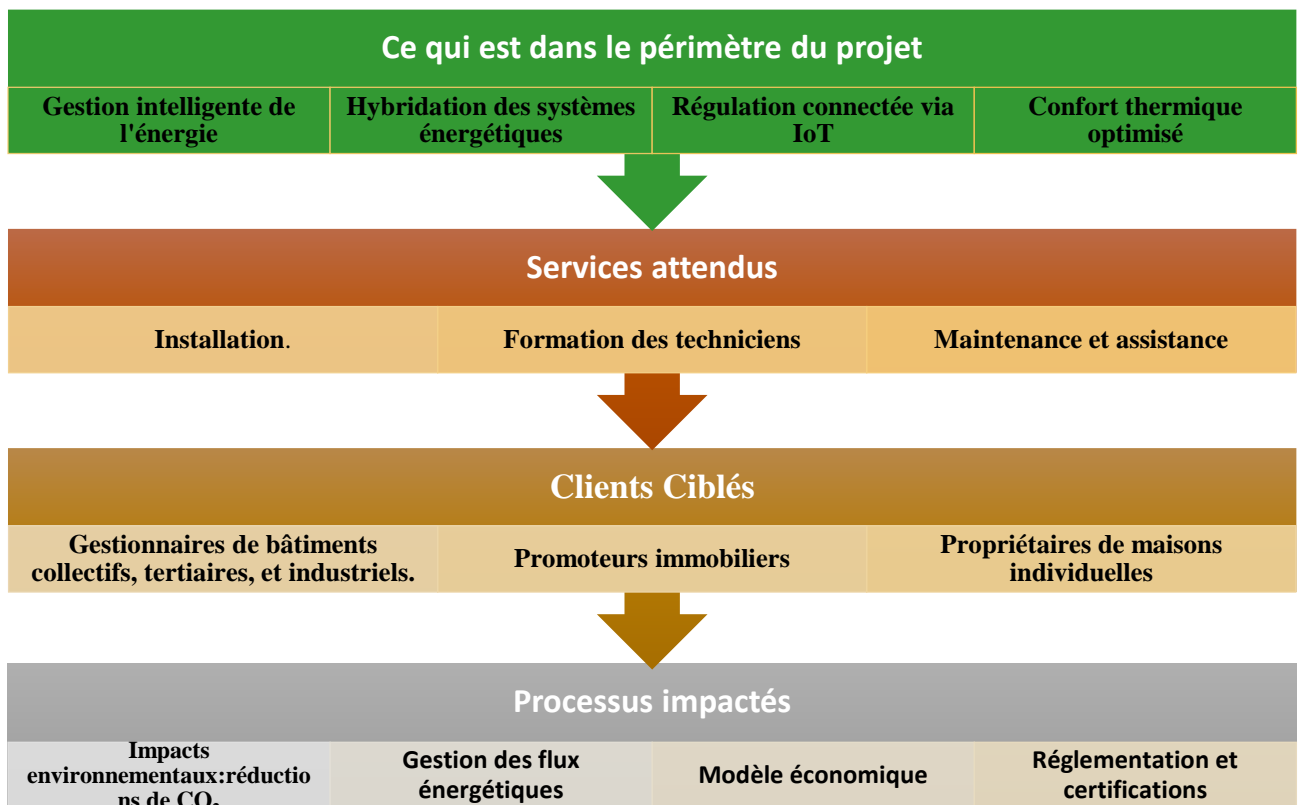 Ce qui est dans le périmètre du projet
Gestion intelligente de
l'énergie
Hybridation des systèmes
énergétiques
Régulation connectée via
IoT
Confort thermique
optimisé
Services attendus
Installation.
Formation des techniciens
Maintenance et assistance
Clients Ciblés
Gestionnaires de bâtiments
collectifs, tertiaires, et industriels.
Promoteurs immobiliers
Propriétaires de maisons
individuelles
Processus impactés
Impacts
environnementaux:réductio
ns de CO₂
Gestion des flux
énergétiques
Modèle économique
Réglementation et
certifications